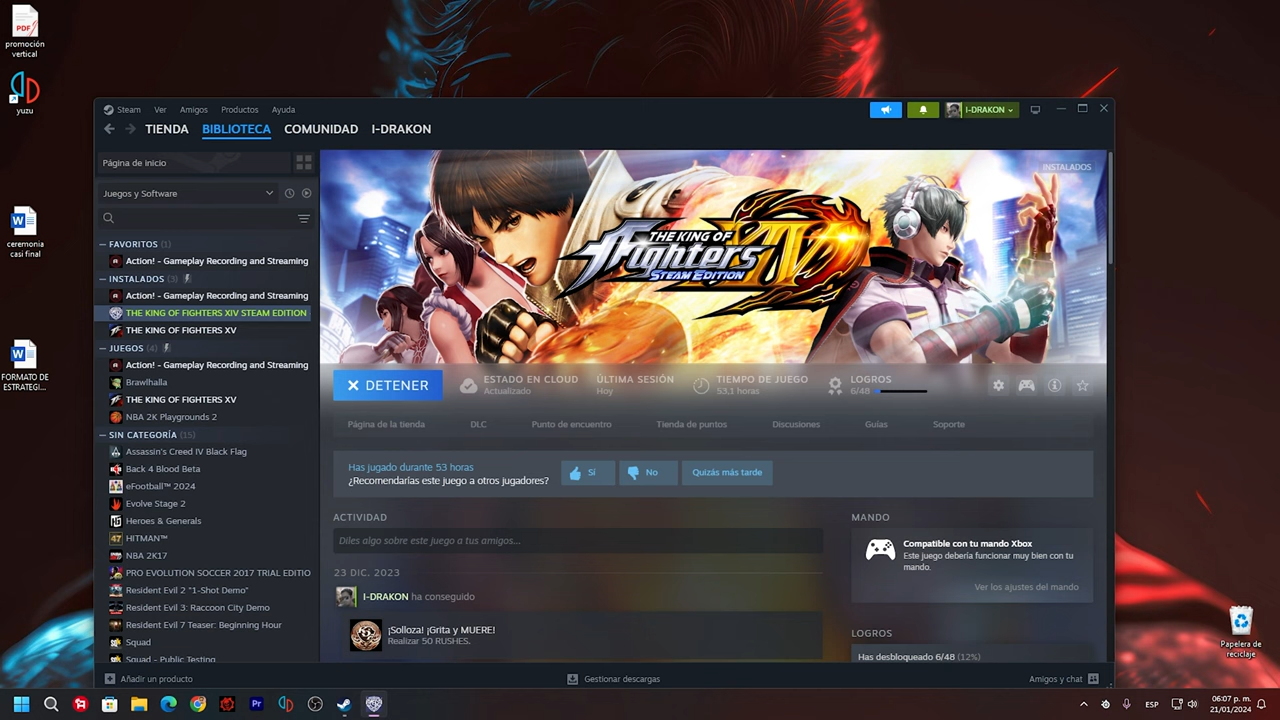 PDF
promoción
vertical
yuzu
ceremonia
casi final
FORMATO DE
ESTRATEGI...
Steam Ver Amigos Productos Ayuda
I-DRAKON
TIENDA BIBLIOTECA COMUNIDAD I-DRAKON
Página de inicio
Juegos y Software
FAVORITOS (1)
Action! - Gameplay Recording and Streaming
INSTALADOS (3)
Action! - Gameplay Recording and Streaming
THE KING OF FIGHTERS XIV STEAM EDITION
THE KING OF FIGHTERS XV
JUEGOS (4)
Action! - Gameplay Recording and Streaming
Brawlhalla
THE KING OF FIGHTERS XV
NBA 2K Playgrounds 2
SIN CATEGORÍA (15)
Assassin's Creed IV Black Flag
Back 4 Blood Beta
eFootball™ 2024
Evolve Stage 2
Heroes & Generals
HITMAN™
NBA 2K17
PRO EVOLUTION SOCCER 2017 TRIAL EDITIO
Resident Evil 2 "1-Shot Demo"
Resident Evil 3: Raccoon City Demo
Resident Evil 7 Teaser: Beginning Hour
Squad
Squad - Public Testing
INSTALADOS
THE KING OF
Fighters XIV
STEAM EDITION
DETENER
ESTADO EN CLOUD
Actualizado
ÚLTIMA SESIÓN
Hoy
TIEMPO DE JUEGO
53,1 horas
LOGROS
6/48
Página de la tienda DLC Punto de encuentro Tienda de puntos Discusiones Guías Soporte
Has jugado durante 53 horas
¿Recomendarías este juego a otros jugadores?
Sí No Quizás más tarde
ACTIVIDAD
Diles algo sobre este juego a tus amigos...
23 DIC. 2023
I-DRAKON ha conseguido
¡Solloza! ¡Grita y MUERE!
Realizar 50 RUSHES.
MANDO
Compatible con tu mando Xbox
Este juego debería funcionar muy bien con tu
mando.
Ver los ajustes del mando
LOGROS
Has desbloqueado 6/48 (12%)
Añadir un producto Gestionar descargas Amigos y chat
Papelera de
reciclaje
Pr
ESP
06:07 p. m.
21/01/2024